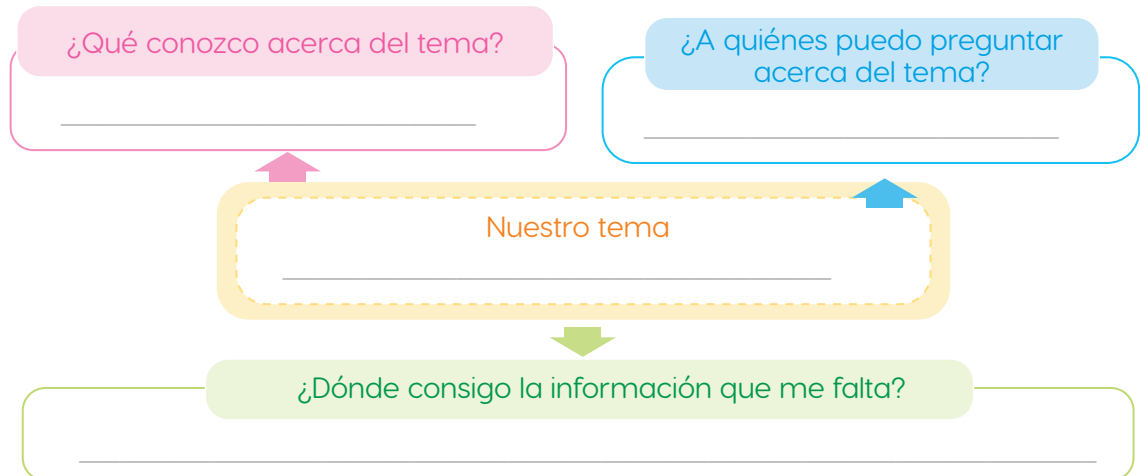 ¿Qué conozco acerca del tema?
¿A quiénes puedo preguntar
acerca del tema?
Nuestro tema
¿Dónde consigo la información que me falta?